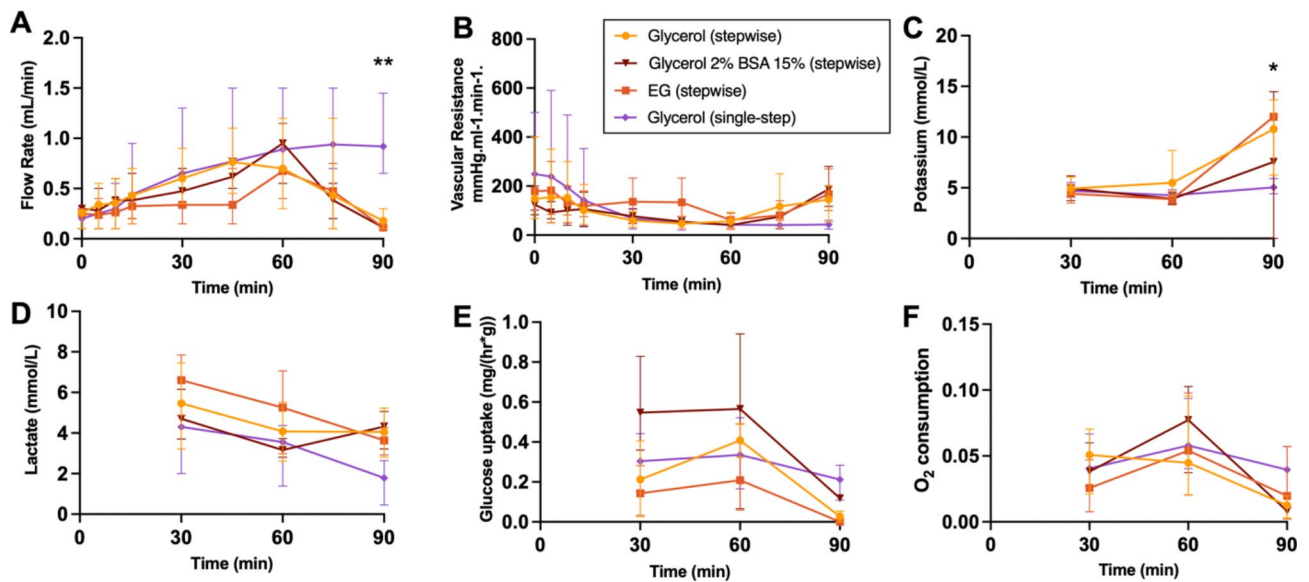 A
Flow Rate (mL/min)
2.0
1.5
1.0
0.5
0.0
**
0
30
60
90
Time (min)
B
Vascular Resistance
mmHg.ml-1.min-1.
800
600
400
200
0
0
30
60
90
Time (min)
Glycerol (stepwise)
Glycerol 2% BSA 15% (stepwise)
EG (stepwise)
Glycerol (single-step)
C
Potassium (mmol/L)
20
15
10
5
0
*
0
30
60
90
Time (min)
D
Lactate (mmol/L)
10
8
6
4
2
0
0
30
60
90
Time (min)
E
Glucose uptake (mg/(hr*g))
1.0
0.8
0.6
0.4
0.2
0.0
0
30
60
90
Time (min)
F
O₂ consumption
0.15
0.10
0.05
0.00
0
30
60
90
Time (min)